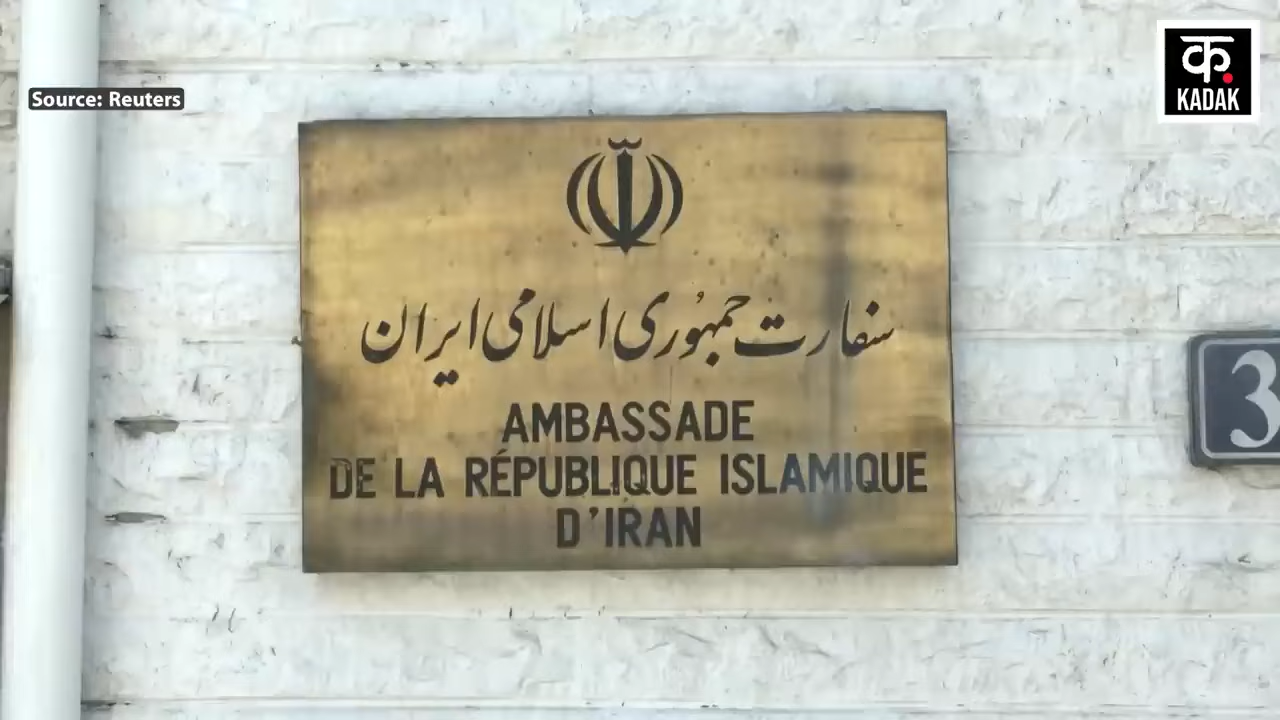 Source: Reuters
क.
KADAK
سفارت جمهوری اسلامی ایران
AMBASSADE
DE LA RÉPUBLIQUE ISLAMIQUE
D'IRAN
3